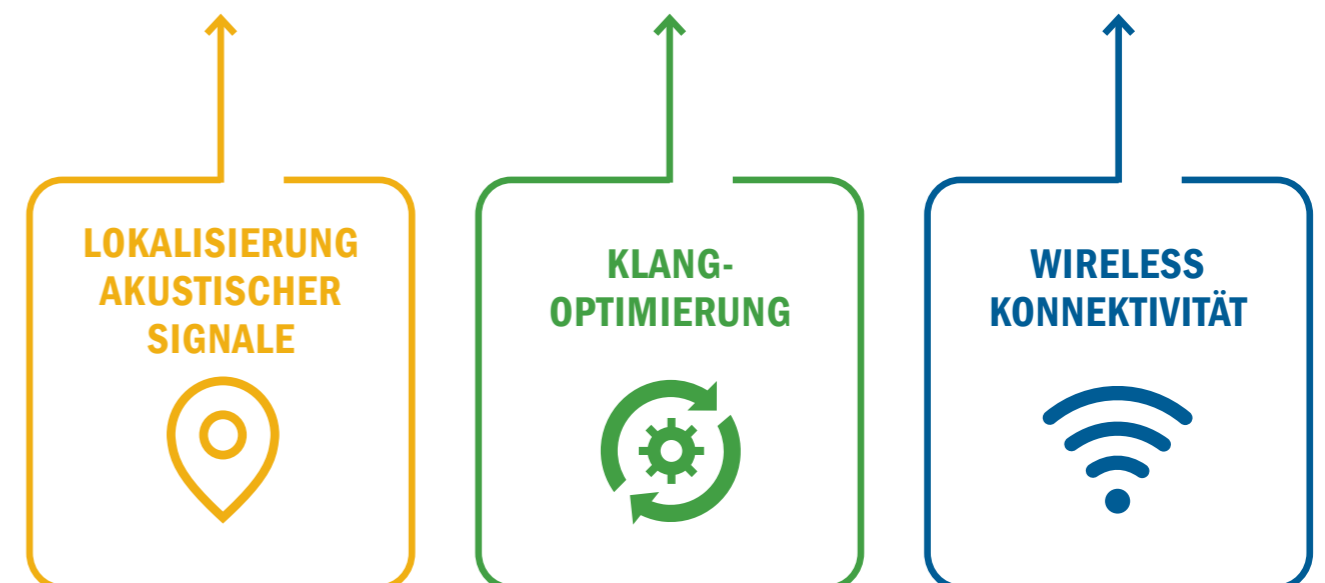 LOKALISIERUNG
AKUSTISCHER
SIGNALE
KLANG-
OPTIMIERUNG
WIRELESS
KONNEKTIVITÄT